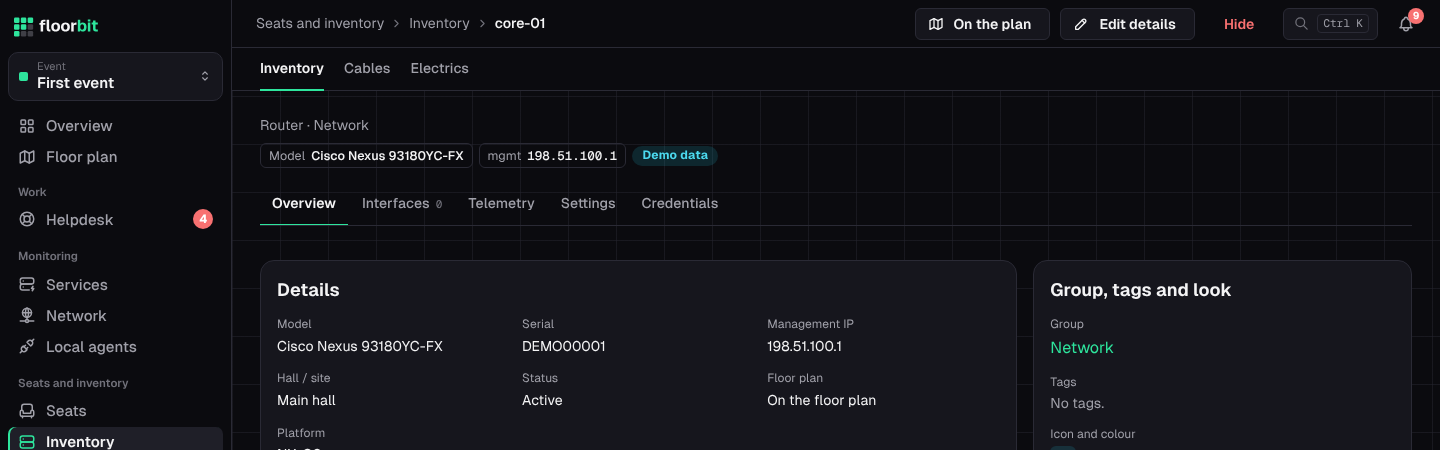 floorbit
Seats and inventory > Inventory > core-01
On the plan
Edit details
Hide
Ctrl K
9
Event
First event
Inventory
Cables
Electrics
Overview
Floor plan
Work
Helpdesk 4
Monitoring
Services
Network
Local agents
Seats and inventory
Seats
Inventory
Router · Network
Model Cisco Nexus 93180YC-FX
mgmt 198.51.100.1
Demo data
Overview
Interfaces 0
Telemetry
Settings
Credentials
Details
Model
Serial
Management IP
Cisco Nexus 93180YC-FX
DEMO00001
198.51.100.1
Hall / site
Status
Floor plan
Main hall
Active
On the floor plan
Platform
Group, tags and look
Group
Network
Tags
No tags.
Icon and colour